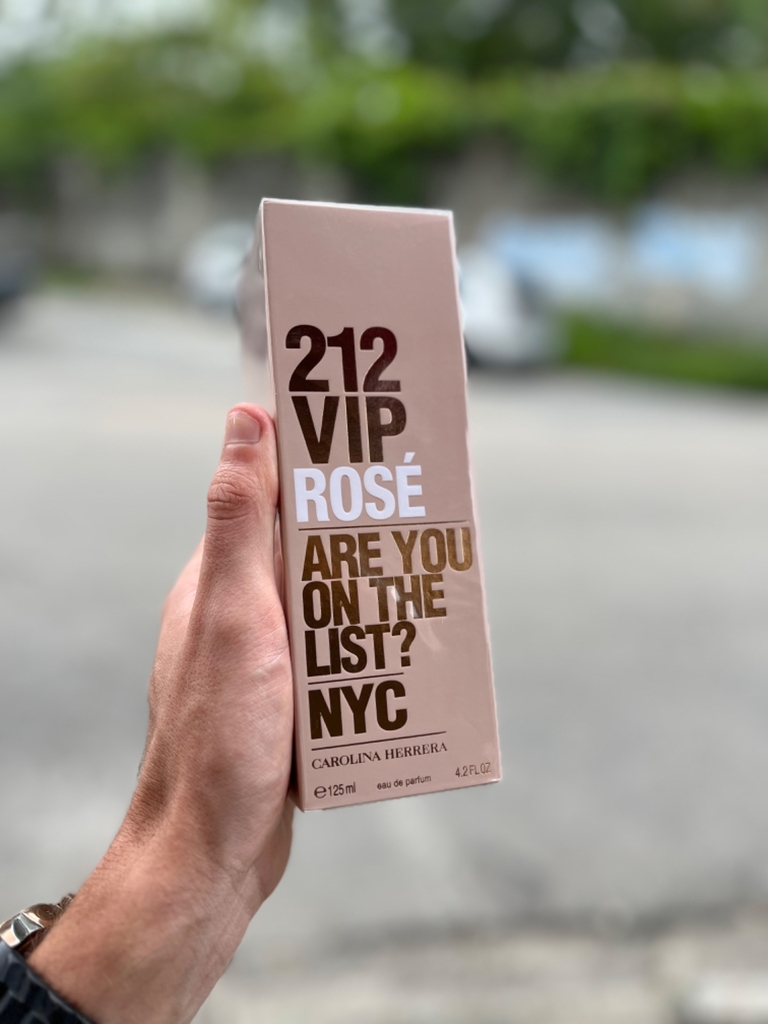 212
VIP
ROSÉ
ARE YOU
ON THE
LIST?
NYC
CAROLINA HERRERA
℮125 ml eau de parfum 4.2 FL OZ.